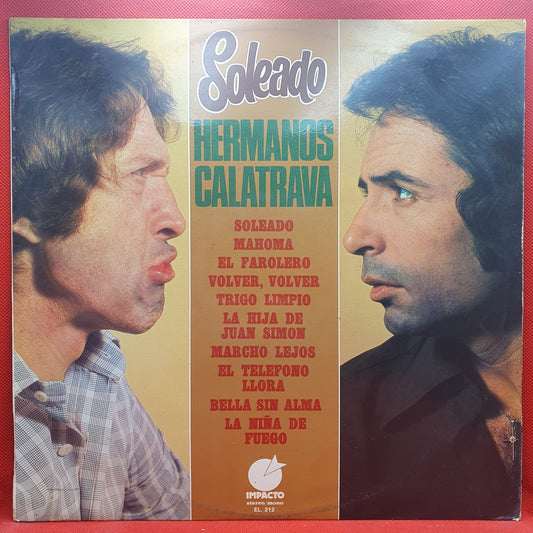 Soleado
HERMANOS
CALATRAVA
SOLEADO
MAHOMA
EL FAROLERO
VOLVER, VOLVER
TRIGO LIMPIO
LA HIJA DE
JUAN SIMON
MARCHO LEJOS
EL TELEFONO
LLORA
BELLA SIN ALMA
LA NIÑA DE
FUEGO
IMPACTO
stereo/mono
EL. 212